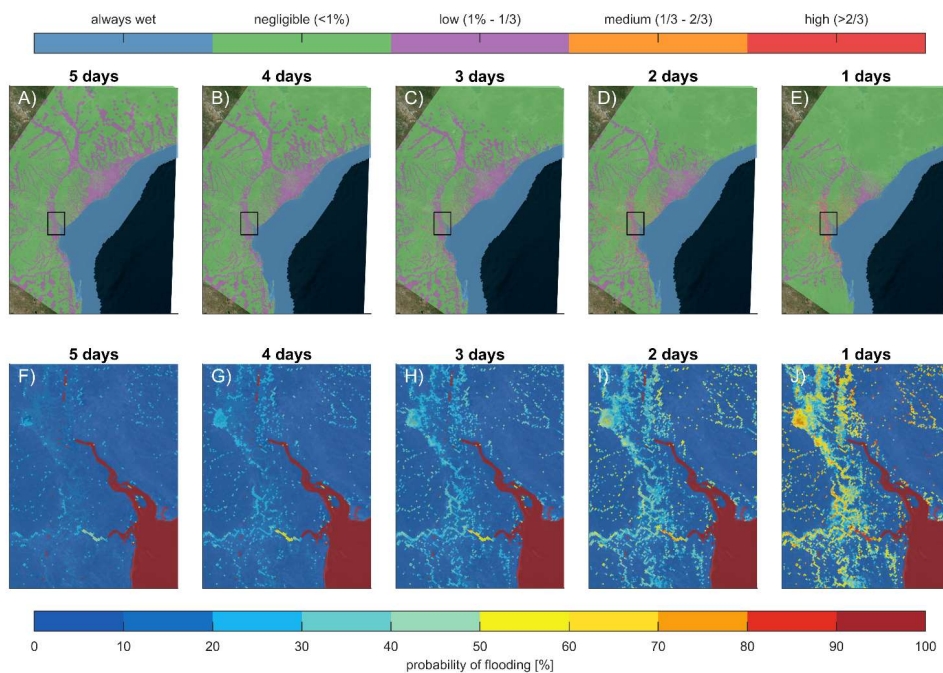 always wet negligible (<1%) low (1% - 1/3) medium (1/3 - 2/3) high (>2/3)
5 days 4 days 3 days 2 days 1 days
A) B) C) D) E)
5 days 4 days 3 days 2 days 1 days
F) G) H) I) J)
0 10 20 30 40 50 60 70 80 90 100
probability of flooding [%]